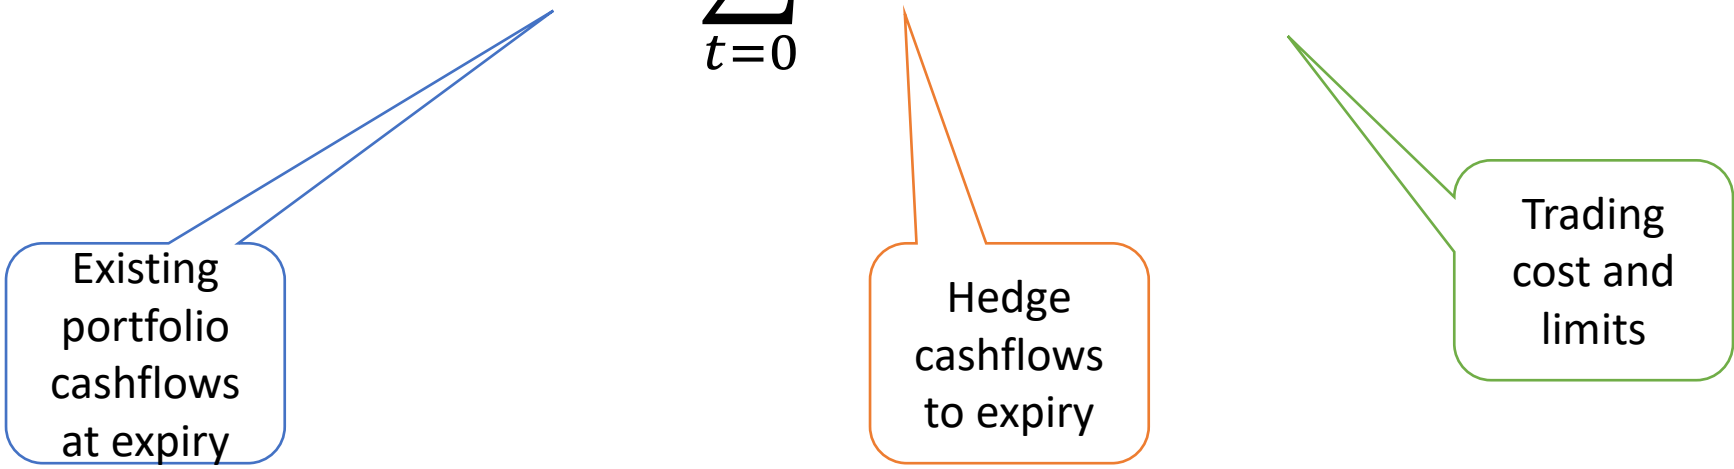 t=0
Existing
portfolio
cashflows
at expiry
Hedge
cashflows
to expiry
Trading
cost and
limits